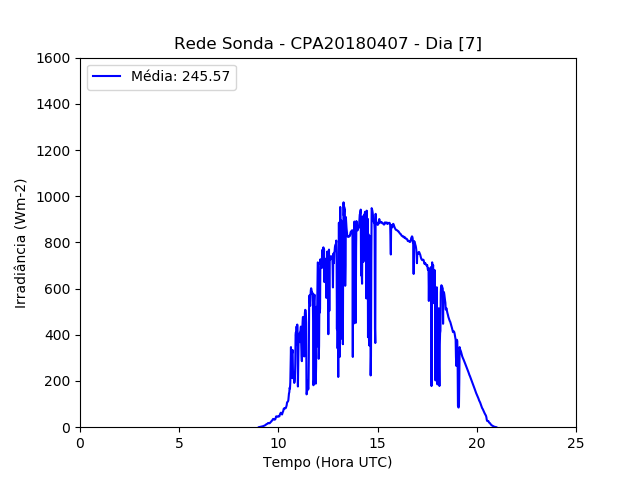 Rede Sonda - CPA20180407 - Dia [7]
Média: 245.57
Irradiância (Wm-2)
1600
1400
1200
1000
800
600
400
200
0
0 5 10 15 20 25
Tempo (Hora UTC)